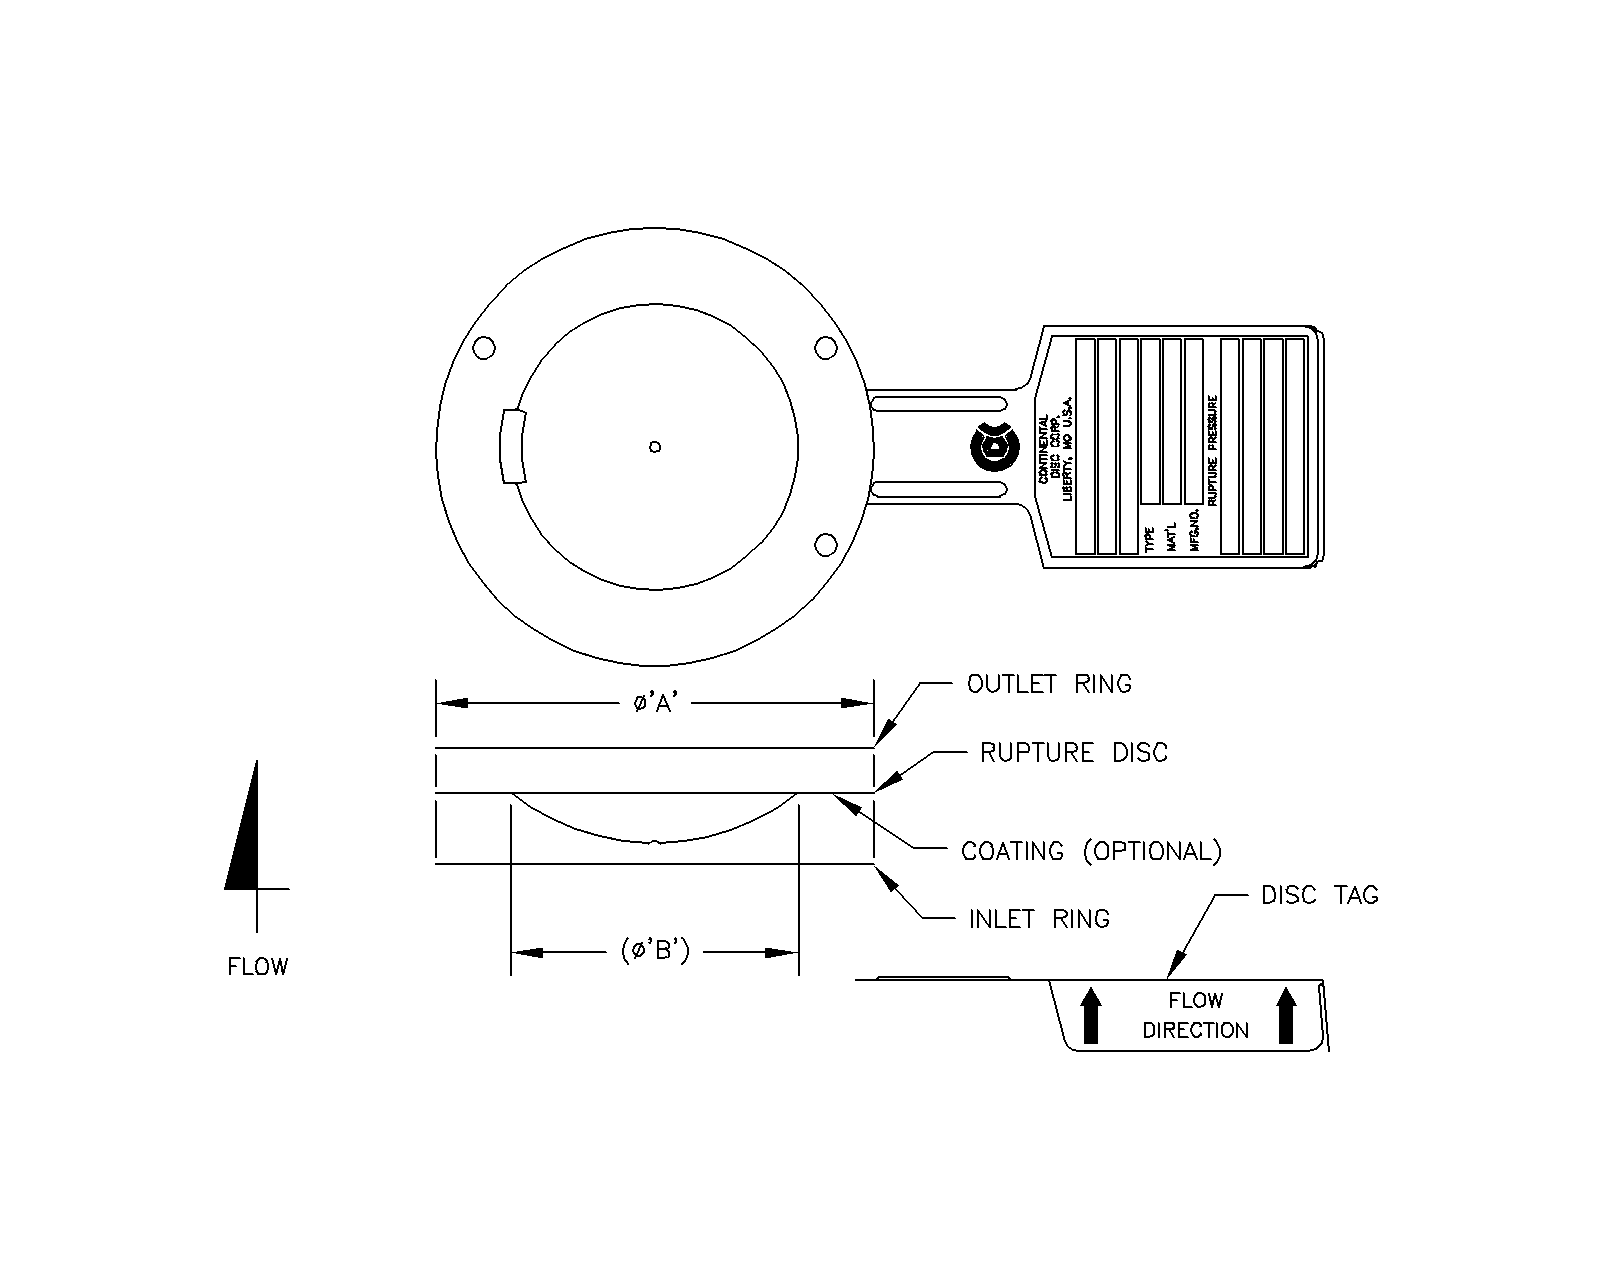 CONTINENTAL
DISC CORP.
LIBERTY, MO U.S.A.
TYPE
MAT'L
MFG.NO.
RUPTURE PRESSURE
Ø'A'
OUTLET RING
RUPTURE DISC
COATING (OPTIONAL)
DISC TAG
INLET RING
(Ø'B')
FLOW
FLOW
DIRECTION